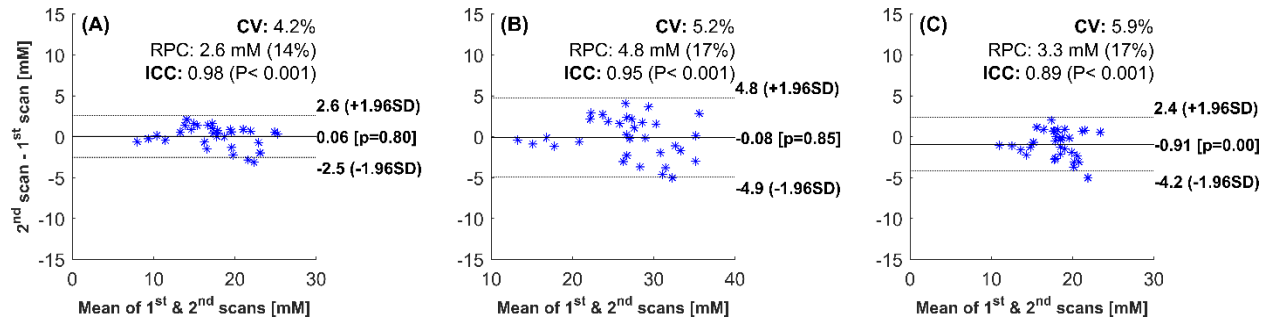 (A)
CV: 4.2%
RPC: 2.6 mM (14%)
ICC: 0.98 (P< 0.001)
2.6 (+1.96SD)
0.06 [p=0.80]
-2.5 (-1.96SD)
15
10
5
0
-5
-10
-15
0
10
20
30
2nd scan - 1st scan [mM]
Mean of 1st & 2nd scans [mM]
(B)
CV: 5.2%
RPC: 4.8 mM (17%)
ICC: 0.95 (P< 0.001)
4.8 (+1.96SD)
-0.08 [p=0.85]
-4.9 (-1.96SD)
15
10
5
0
-5
-10
-15
10
20
30
40
Mean of 1st & 2nd scans [mM]
(C)
CV: 5.9%
RPC: 3.3 mM (17%)
ICC: 0.89 (P< 0.001)
2.4 (+1.96SD)
-0.91 [p=0.00]
-4.2 (-1.96SD)
15
10
5
0
-5
-10
-15
0
10
20
30
Mean of 1st & 2nd scans [mM]